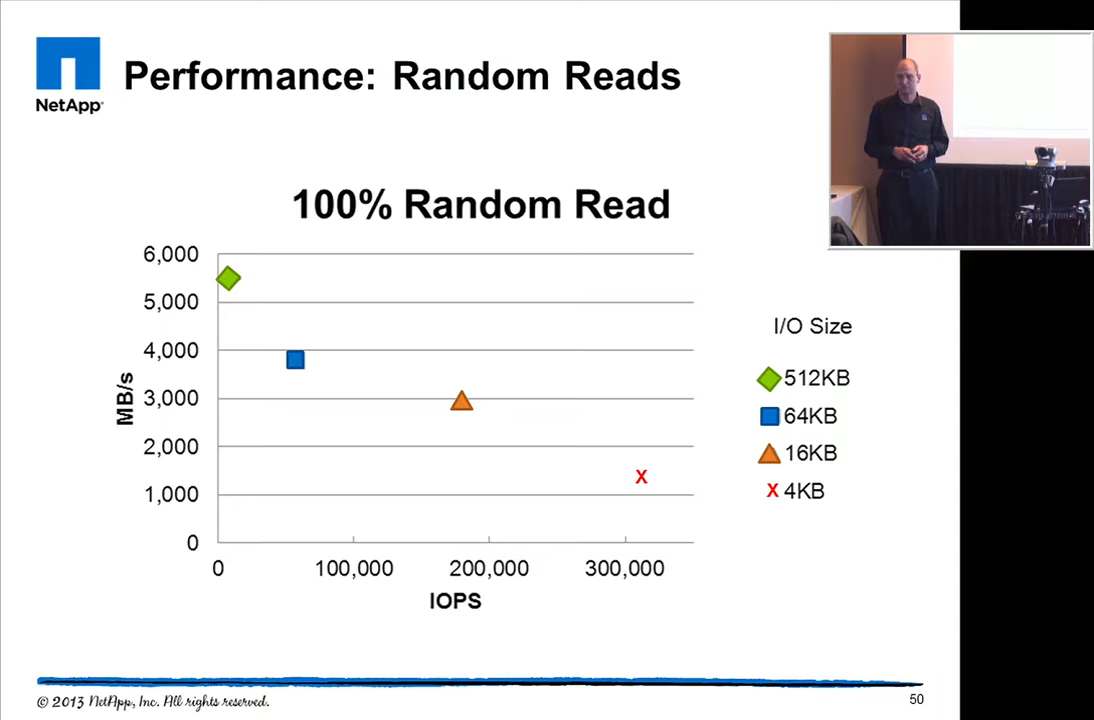 NetApp
Performance: Random Reads
100% Random Read
6,000
5,000
4,000
3,000
2,000
1,000
0
MB/s
0 100,000 200,000 300,000
IOPS
I/O Size
512KB
64KB
16KB
X 4KB
© 2013 NetApp, Inc. All rights reserved.
50